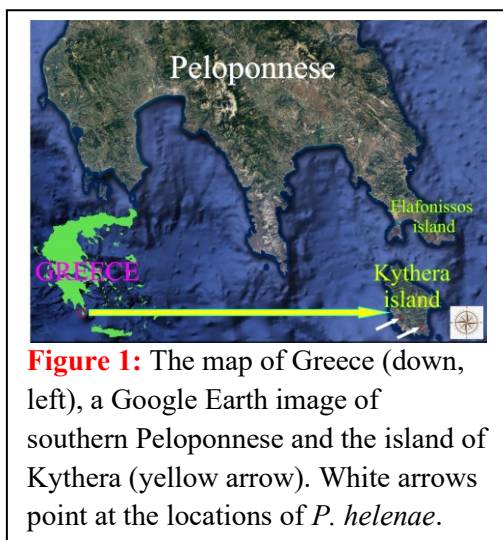 Peloponnese
Elafonissos
island
GREECE
Kythera
island
Figure 1: The map of Greece (down,
left), a Google Earth image of
southern Peloponnese and the island of
Kythera (yellow arrow). White arrows
point at the locations of P. helenae.